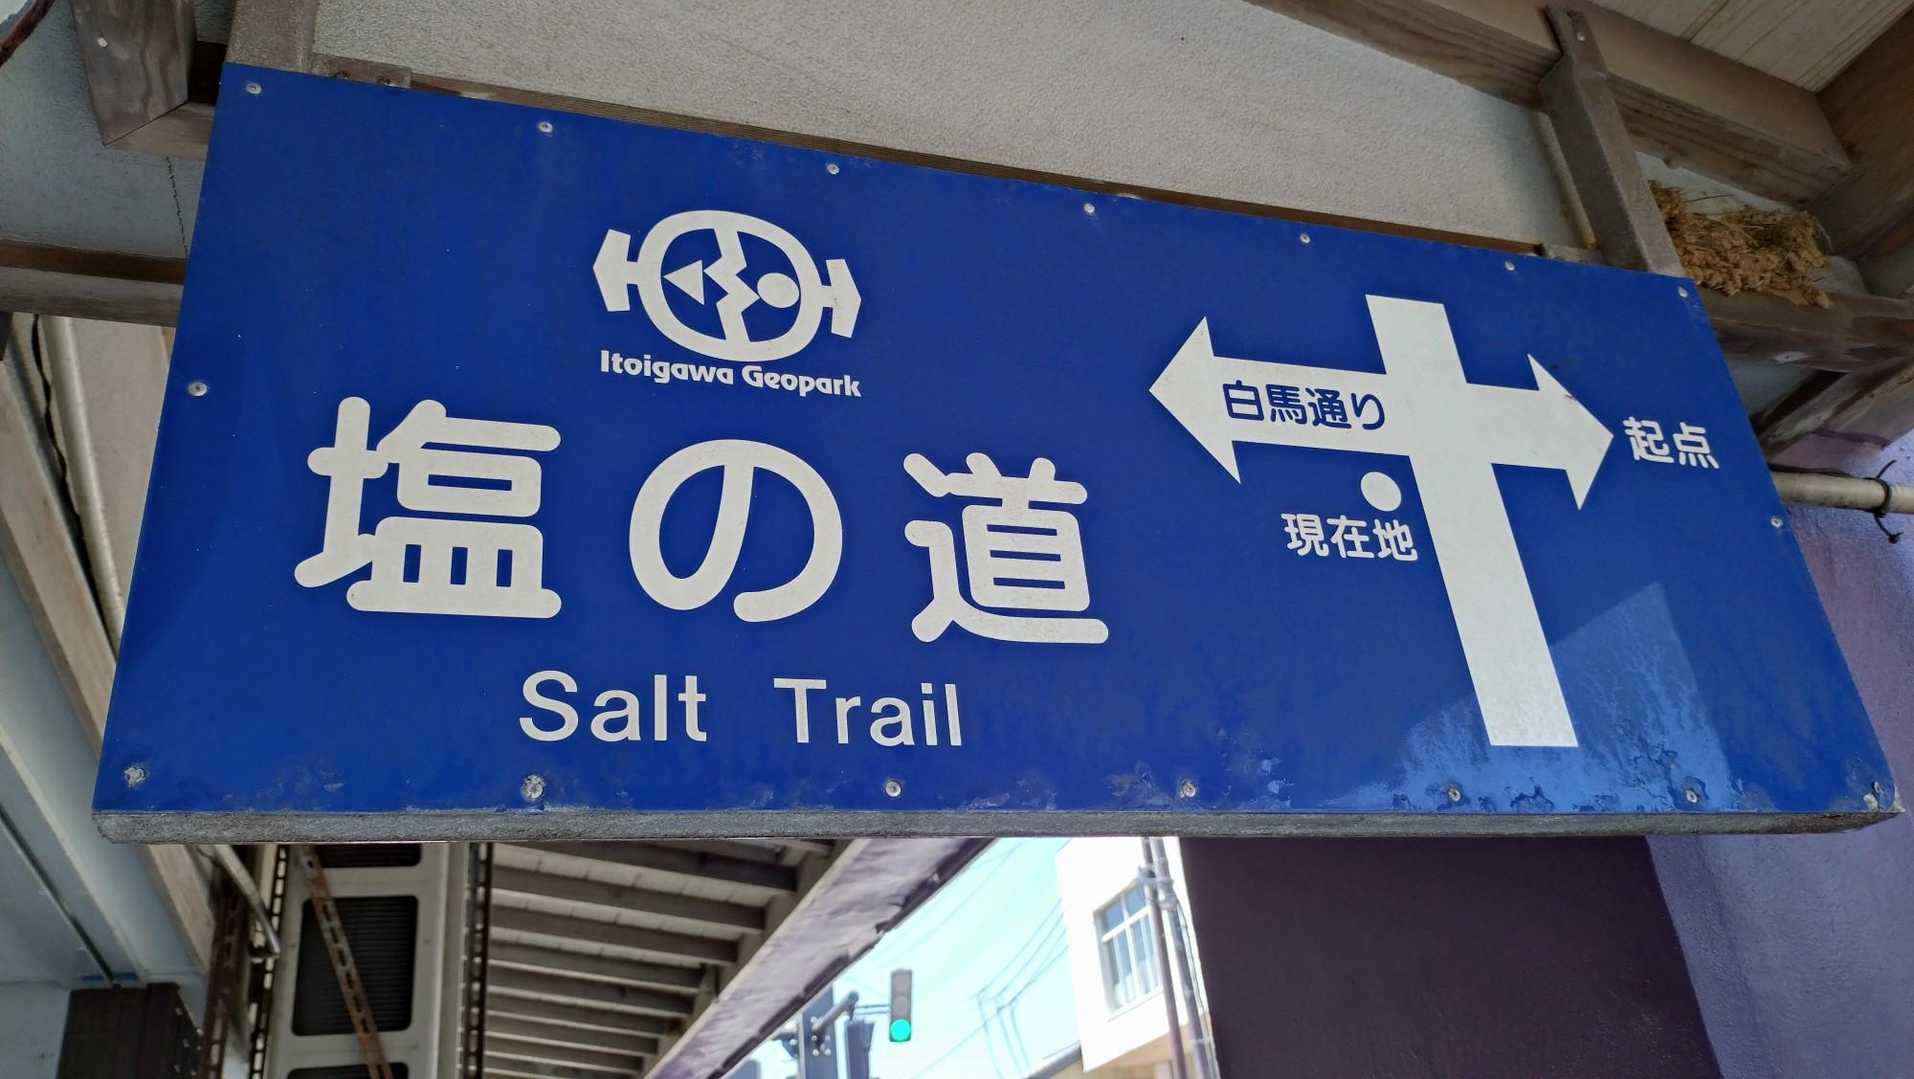 Itoigawa Geopark
塩の道
Salt Trail
白馬通り
起点
現在地